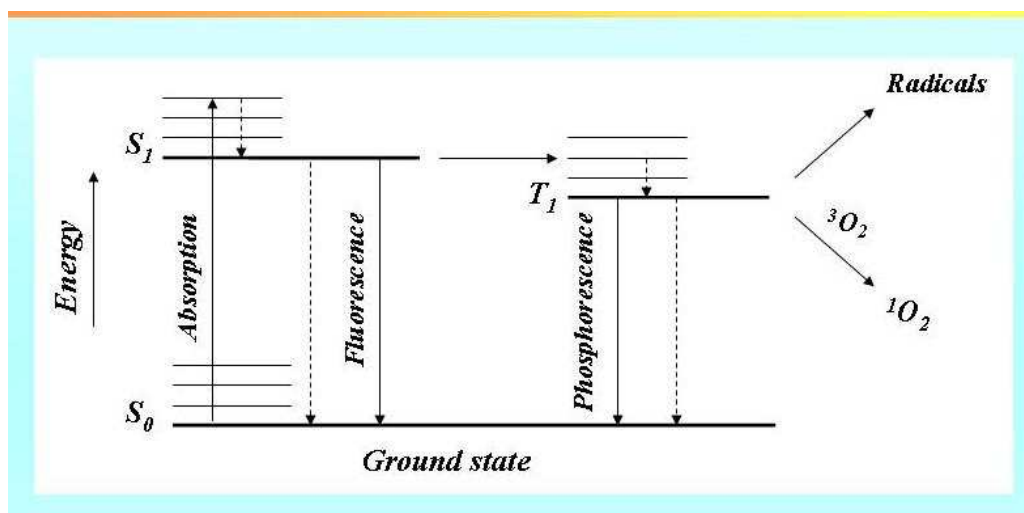 Radicals
S₁
T₁
³O₂
Energy
Absorption
Fluorescence
Phosphorescence
¹O₂
S₀
Ground state